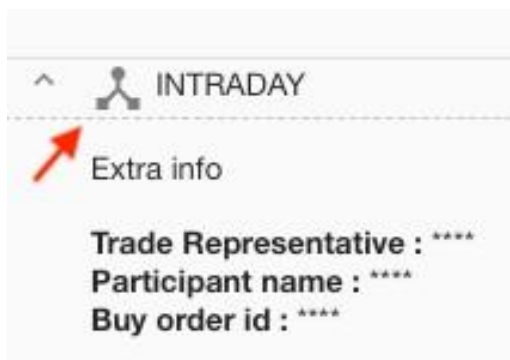 INTRADAY
Extra info
Trade Representative : ****
Participant name : ****
Buy order id : ****